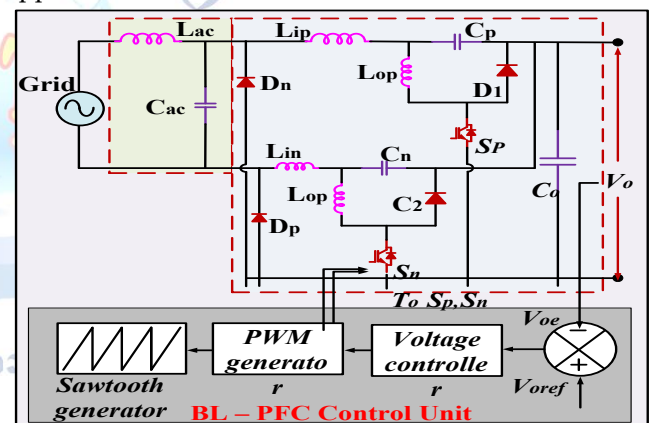 Lac
Lip
Cp
Grid
Dn
Lop
D1
Cac
SP
Lin
Cn
Co
Vo
Lop
C2
Dp
Sn
To Sp,Sn
Voe
PWM
generato
r
Voltage
controlle
r
Sawtooth
generator
Voref
BL – PFC Control Unit